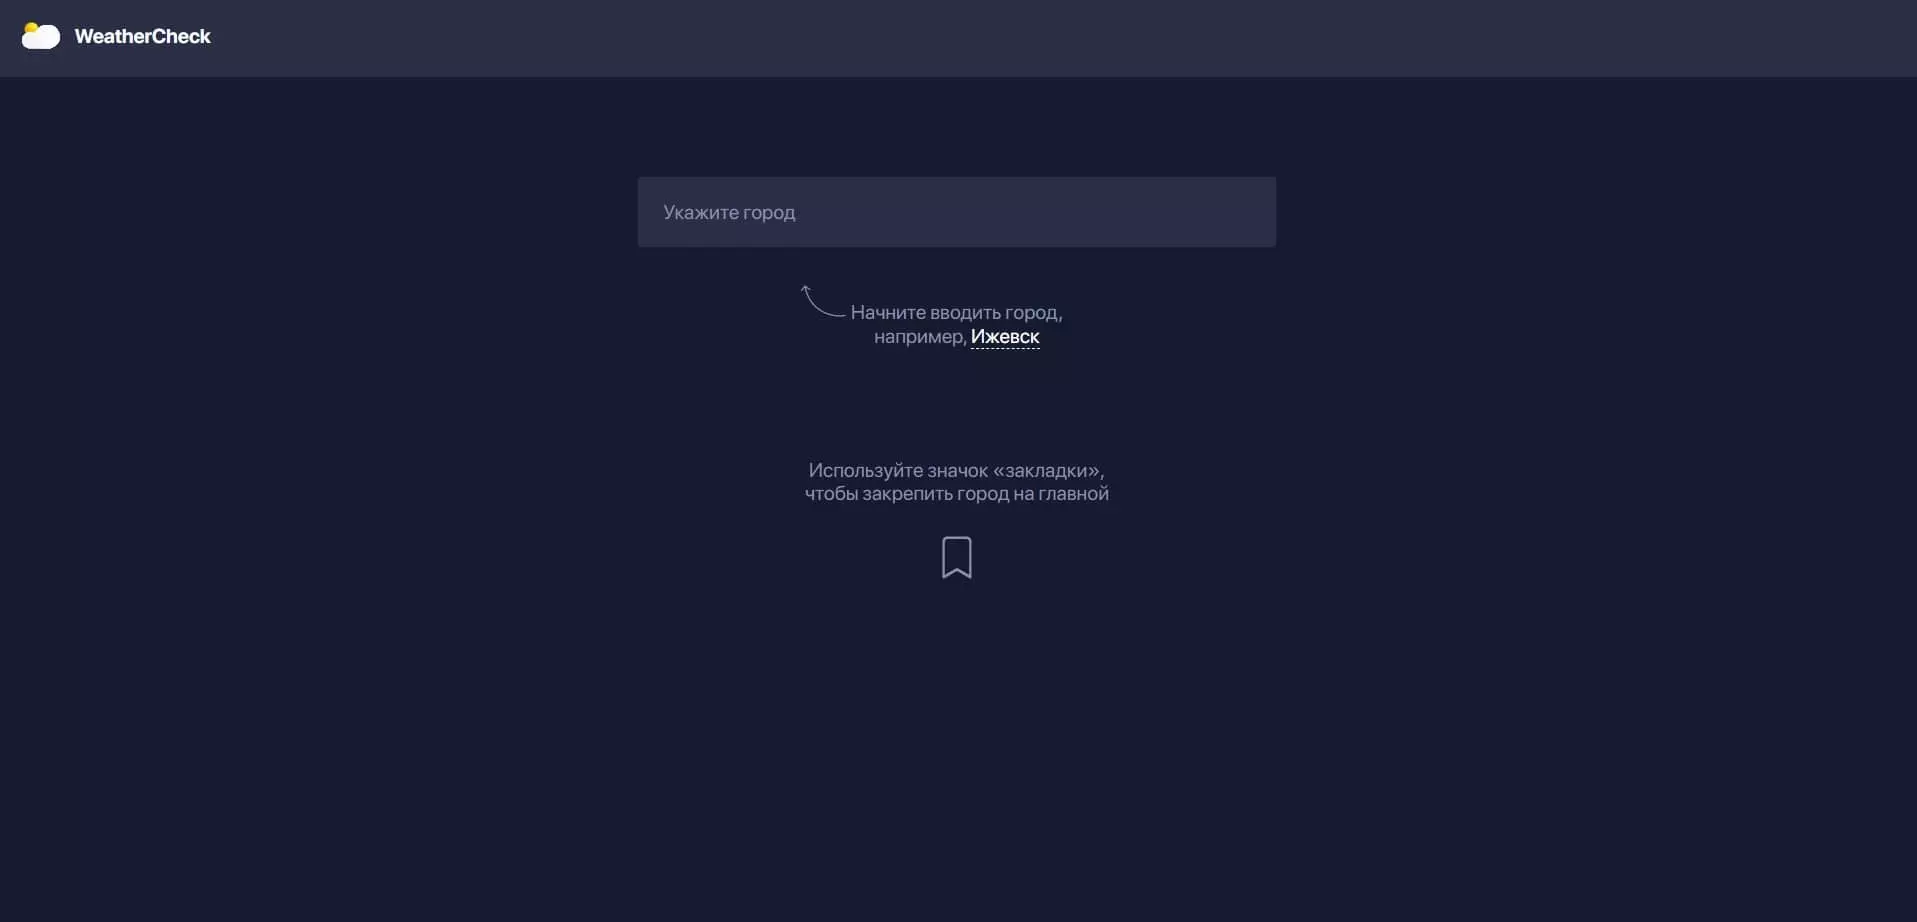 WeatherCheck
Укажите город
Начните вводить город,
например, Ижевск
Используйте значок «закладки»,
чтобы закрепить город на главной